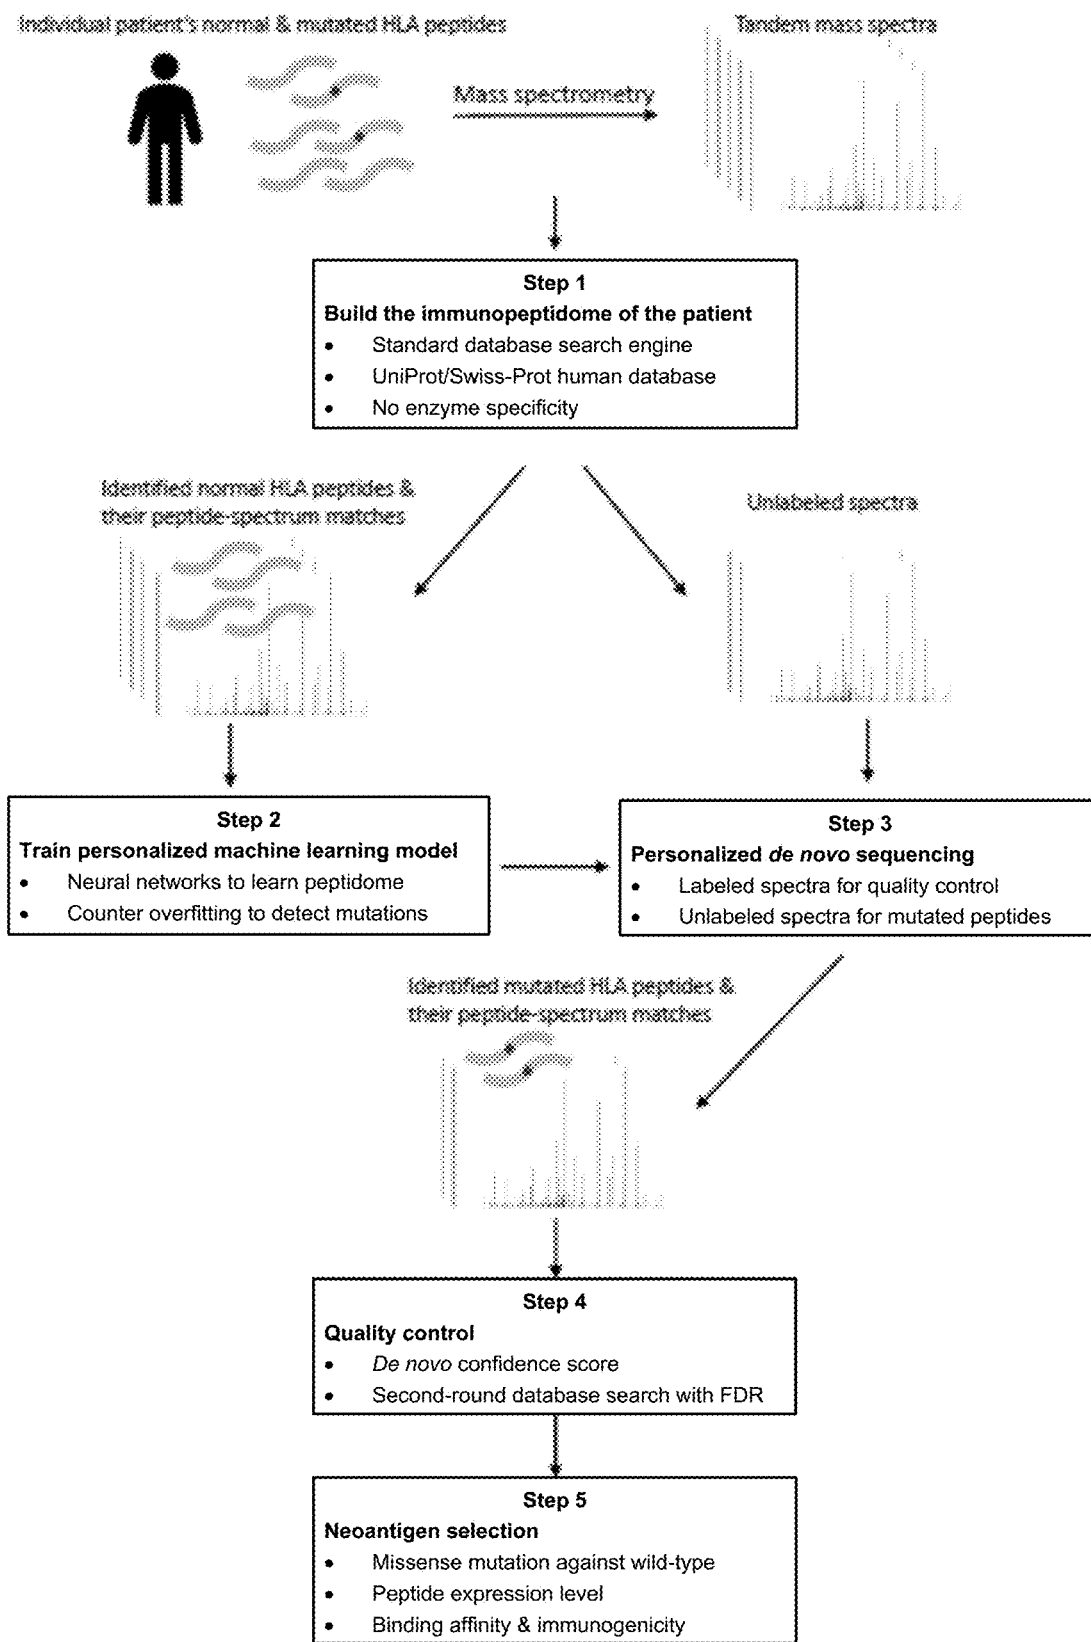 Individual patient's normal & mutated HLA peptides
Tandem mass spectra
Mass spectrometry
Step 1
Build the immunopeptidome of the patient
• Standard database search engine
• UniProt/Swiss-Prot human database
• No enzyme specificity
Identified normal HLA peptides &
their peptide-spectrum matches
Unlabeled spectra
Step 2
Train personalized machine learning model
• Neural networks to learn peptidome
• Counter overfitting to detect mutations
Step 3
Personalized de novo sequencing
• Labeled spectra for quality control
• Unlabeled spectra for mutated peptides
Identified mutated HLA peptides &
their peptide-spectrum matches
Step 4
Quality control
• De novo confidence score
• Second-round database search with FDR
Step 5
Neoantigen selection
• Missense mutation against wild-type
• Peptide expression level
• Binding affinity & immunogenicity